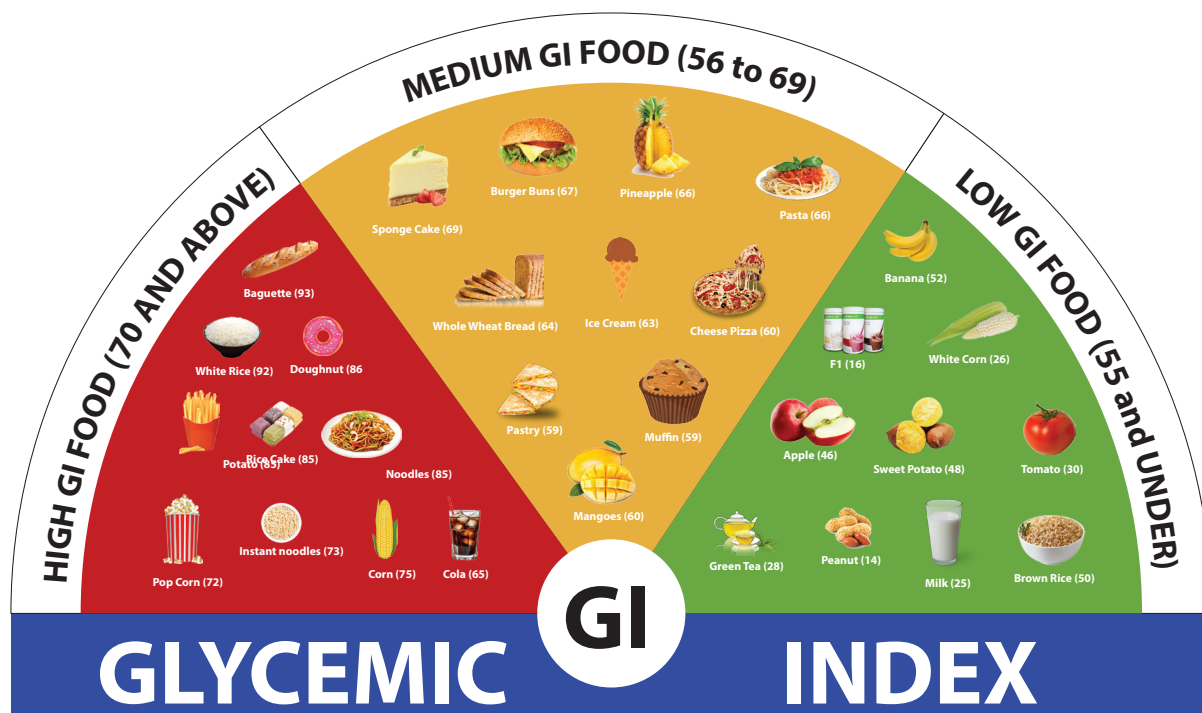 MEDIUM GI FOOD (56 to 69)
HIGH GI FOOD (70 AND ABOVE)
LOW GI FOOD (55 and UNDER)
Baguette (93)
White Rice (92)
Doughnut (86
Potato (85)
Rice Cake (85)
Noodles (85)
Pop Corn (72)
Instant noodles (73)
Corn (75)
Cola (65)
Sponge Cake (69)
Burger Buns (67)
Pineapple (66)
Pasta (66)
Whole Wheat Bread (64)
Ice Cream (63)
Cheese Pizza (60)
Pastry (59)
Muffin (59)
Mangoes (60)
Banana (52)
F1 (16)
White Corn (26)
Apple (46)
Sweet Potato (48)
Tomato (30)
Green Tea (28)
Peanut (14)
Milk (25)
Brown Rice (50)
GI
GLYCEMIC INDEX